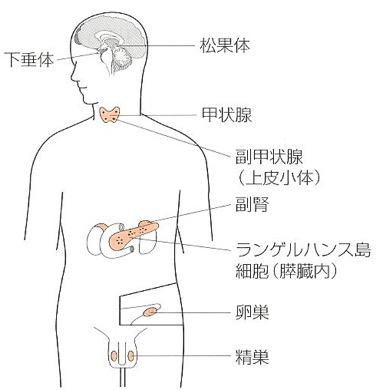 松果体
下垂体
甲状腺
副甲状腺
（上皮小体）
副腎
ランゲルハンス島
細胞（膵臓内）
卵巣
精巣